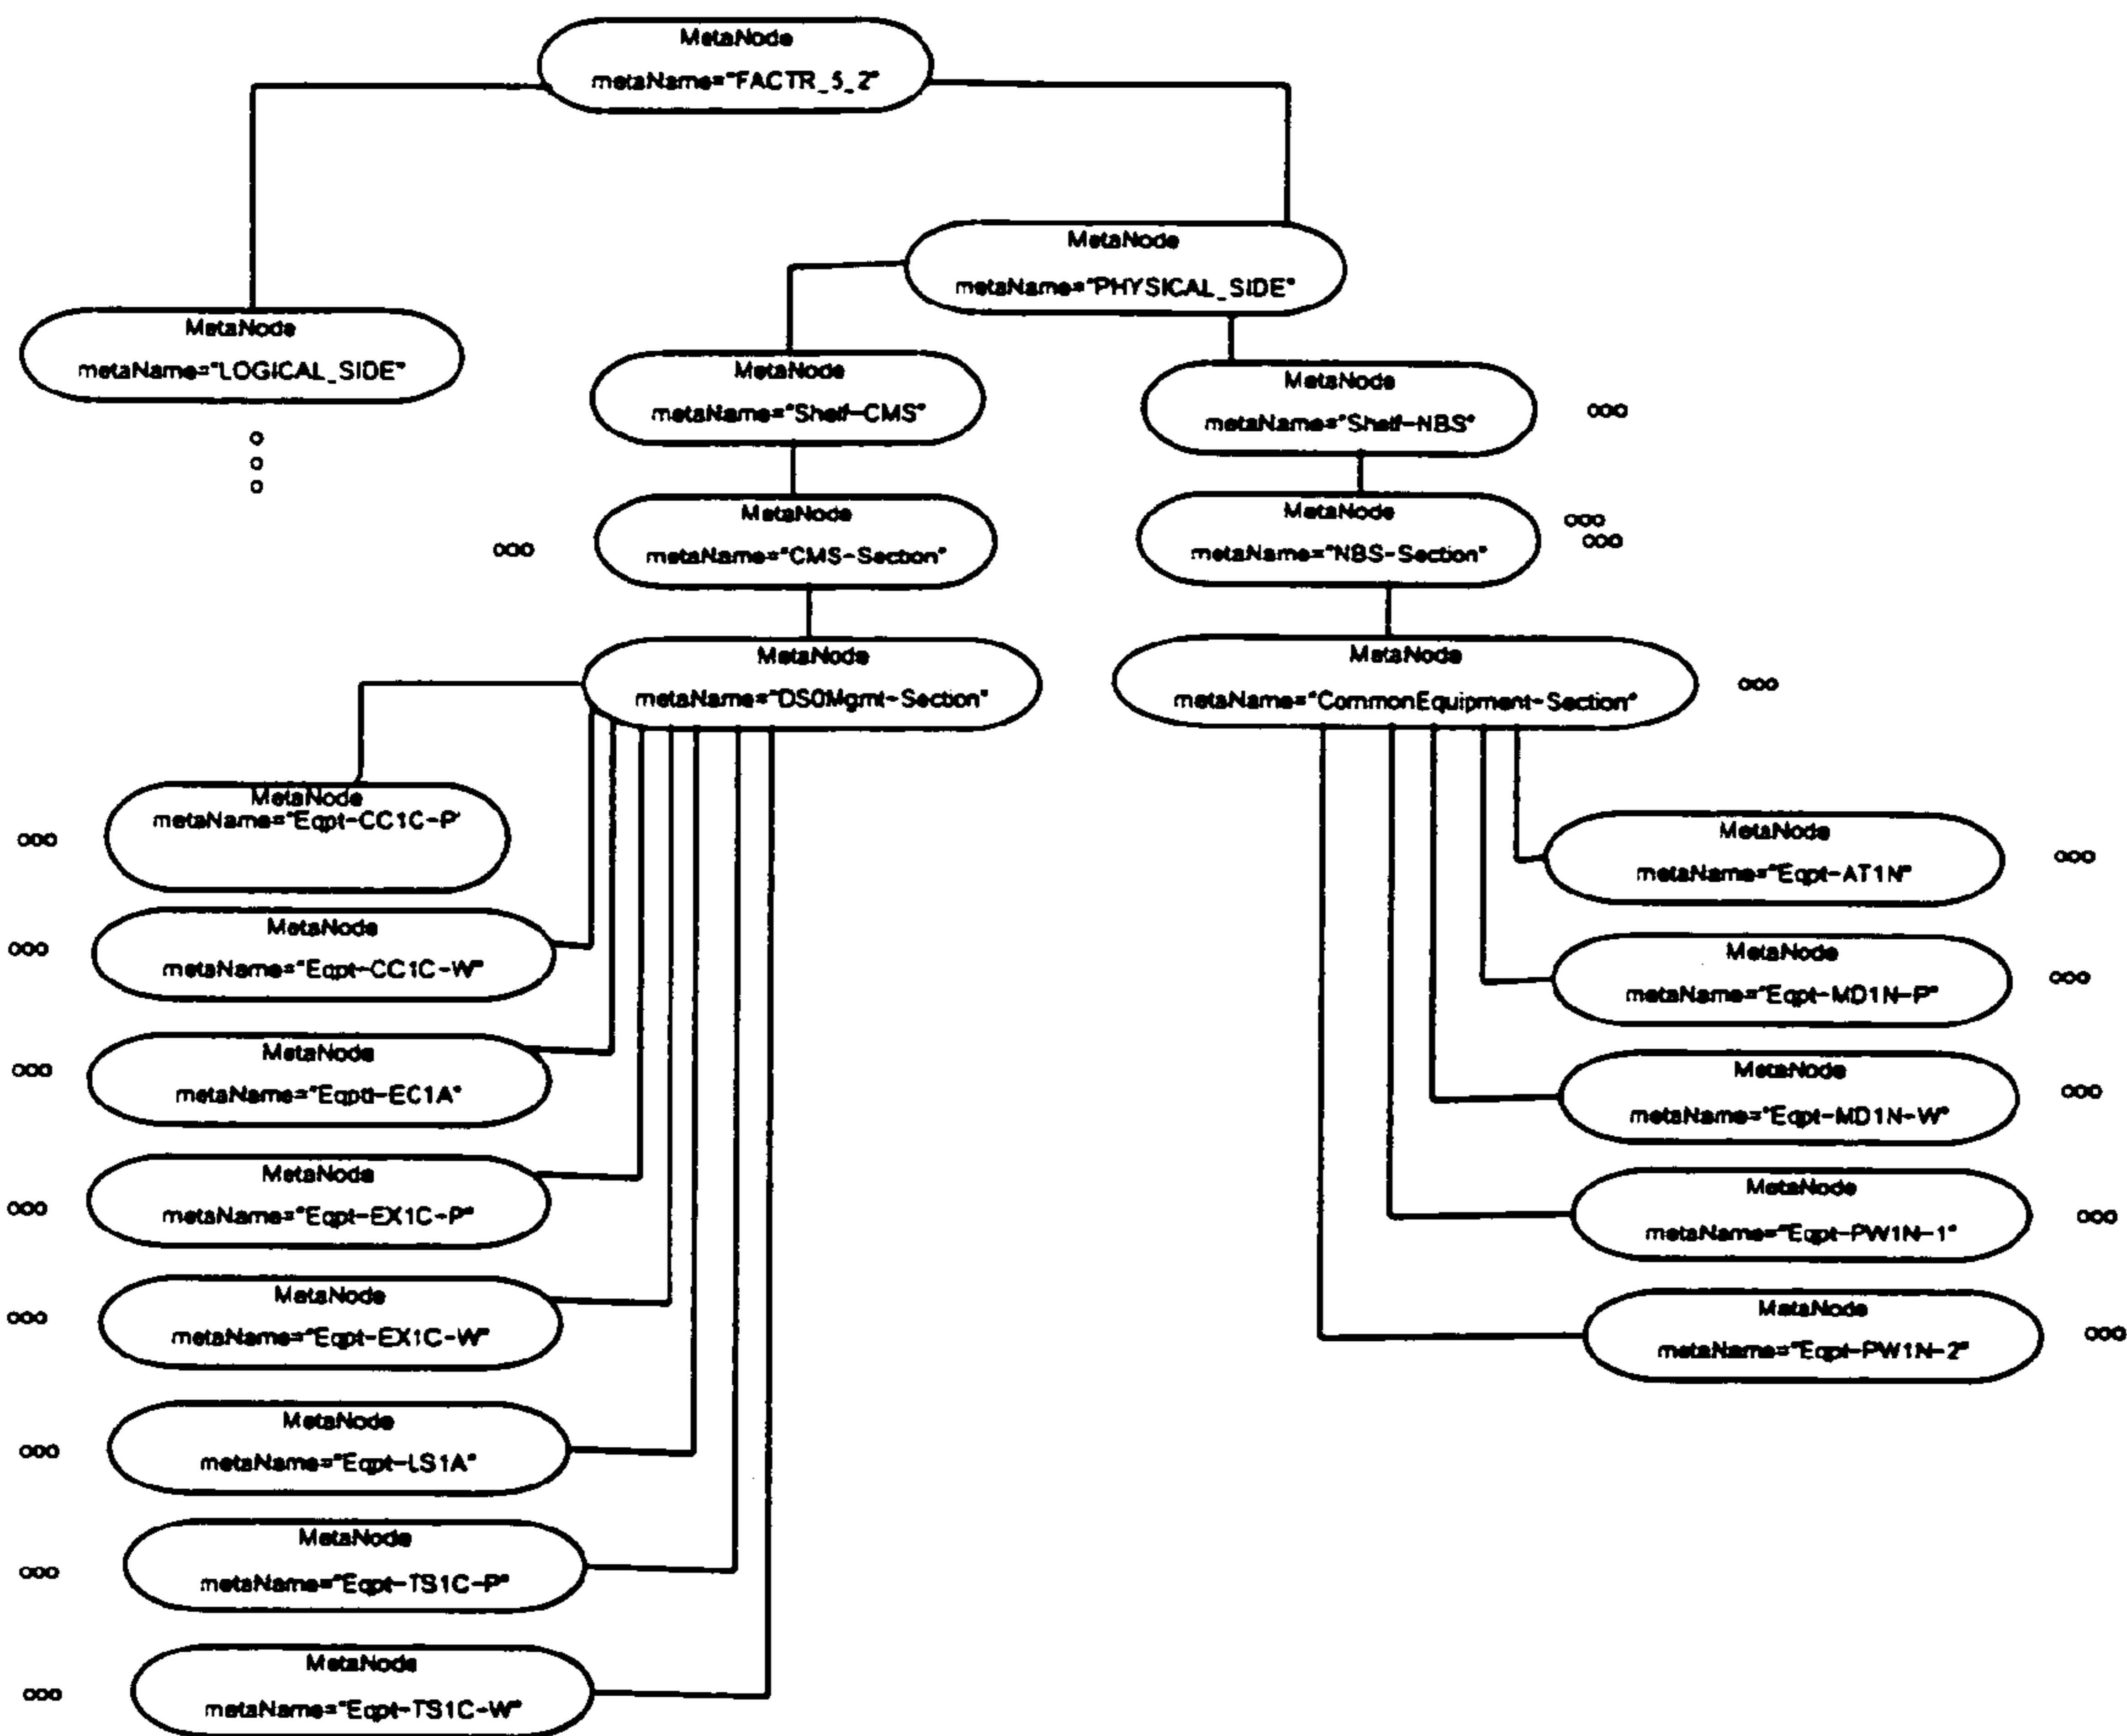 MetaNode
metaName="FACTR_5_2"
MetaNode
metaName="PHYSICAL_SIDE"
MetaNode
metaName="LOGICAL_SIDE"
MetaNode
metaName="Shelf-CMS"
MetaNode
metaName="Shelf-NBS"
MetaNode
metaName="CMS-Section"
MetaNode
metaName="NBS-Section"
MetaNode
metaName="DS0Mgmt-Section"
MetaNode
metaName="CommonEquipment-Section"
MetaNode
metaName="Eqpt-CC1C-P'
MetaNode
metaName="Eqpt-CC1C-W"
MetaNode
metaName="Eqptl-EC1A"
MetaNode
metaName="Eqpt-EX1C-P"
MetaNode
metaName="Eqpt-EX1C-W"
MetaNode
metaName="Eqpt-LS1A"
MetaNode
metaName="Eqpt-TS1C-P"
MetaNode
metaName="Eqpt-TS1C-W"
MetaNode
metaName="Eqpt-AT1N"
MetaNode
metaName="Eqpt-MD1N-P"
MetaNode
metaName="Eqpt-MD1N-W"
MetaNode
metaName="Eqpt-PW1N-1"
MetaNode
metaName="Eqpt-PW1N-2"